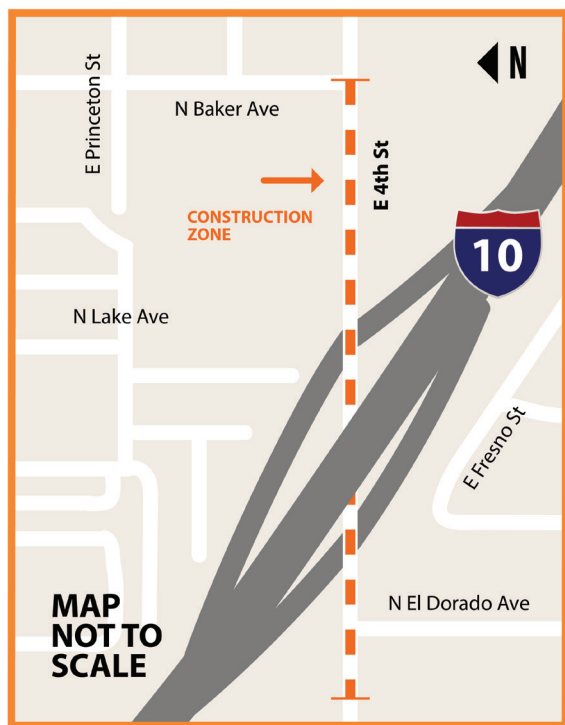 N
E Princeton St
N Baker Ave
E 4th St
CONSTRUCTION
ZONE
10
N Lake Ave
E Fresno St
MAP
NOT TO
SCALE
N El Dorado Ave